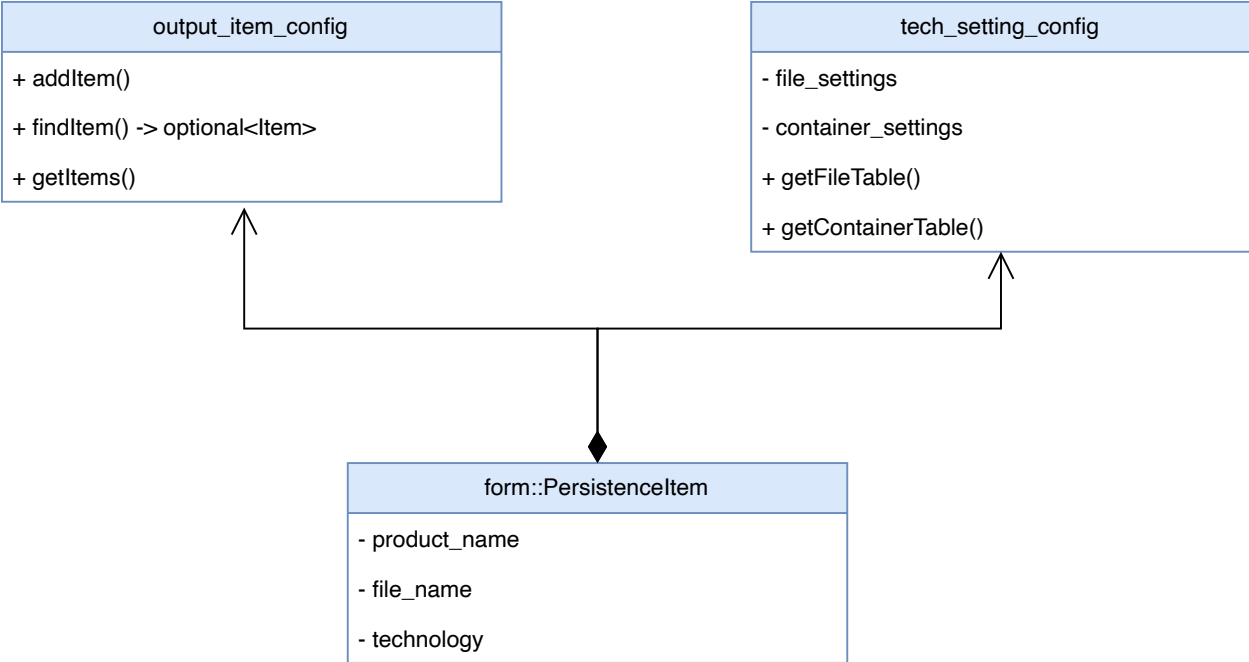 output_item_config
+ addItem()
+ findItem() -> optional<Item>
+ getItems()
tech_setting_config
- file_settings
- container_settings
+ getFileTable()
+ getContainerTable()
form::PersistenceItem
- product_name
- file_name
- technology